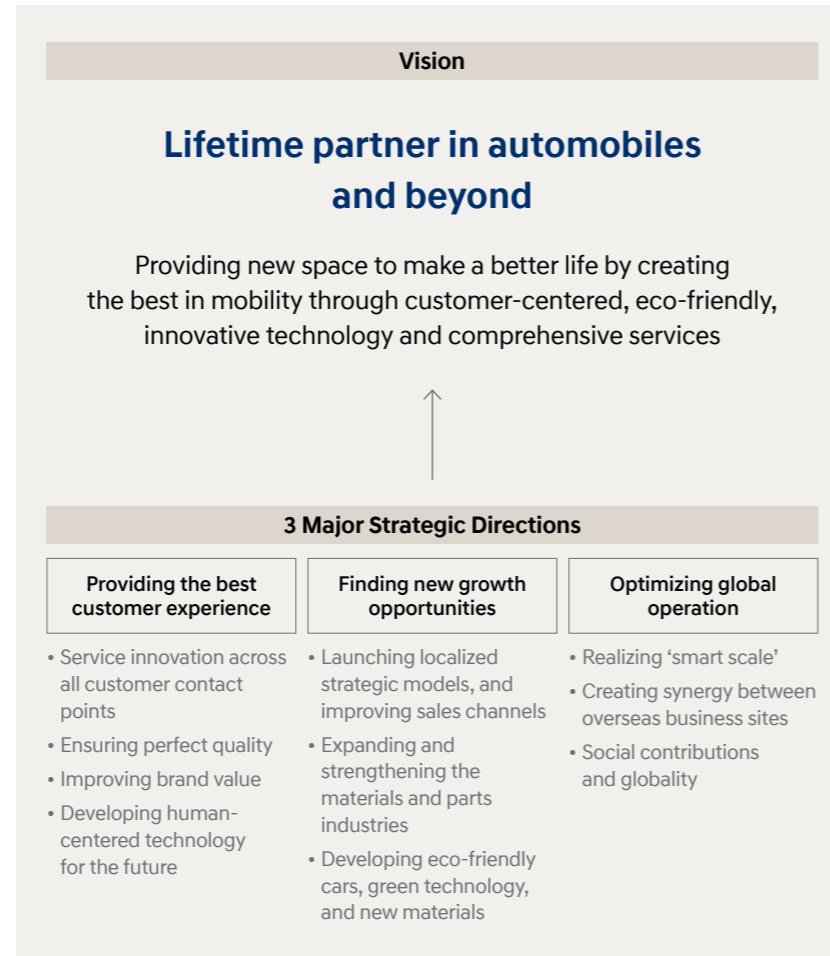 Vision
Lifetime partner in automobiles
and beyond
Providing new space to make a better life by creating
the best in mobility through customer-centered, eco-friendly,
innovative technology and comprehensive services
3 Major Strategic Directions
Providing the best
customer experience
• Service innovation across
all customer contact
points
• Ensuring perfect quality
• Improving brand value
• Developing human-
centered technology
for the future
Finding new growth
opportunities
• Launching localized
strategic models, and
improving sales channels
• Expanding and
strengthening the
materials and parts
industries
• Developing eco-friendly
cars, green technology,
and new materials
Optimizing global
operation
• Realizing ‘smart scale’
• Creating synergy between
overseas business sites
• Social contributions
and globality